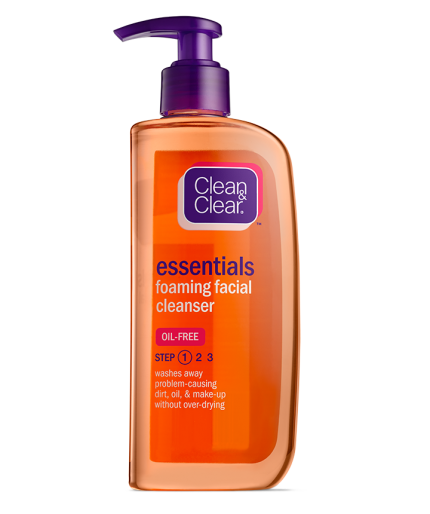 Clean &
Clear®
™
essentials
foaming facial
cleanser
OIL-FREE
STEP 1 2 3
washes away
problem-causing
dirt, oil, & make-up
without over-drying